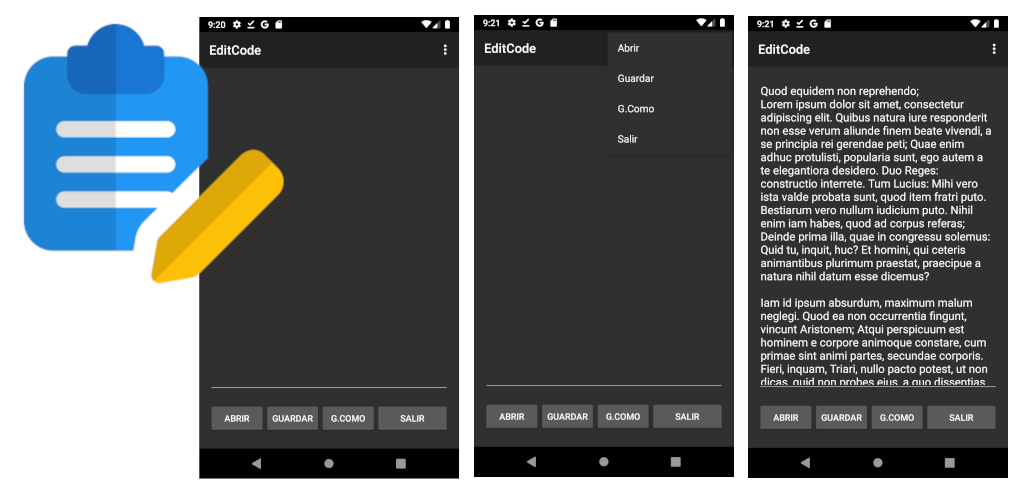 9:20
EditCode
ABRIR GUARDAR G.COMO SALIR
9:21
EditCode
Abrir
Guardar
G.Como
Salir
ABRIR GUARDAR G.COMO SALIR
9:21
EditCode
Quod equidem non reprehendo;
Lorem ipsum dolor sit amet, consectetur
adipiscing elit. Quibus natura iure responderit
non esse verum aliunde finem beate vivendi, a
se principia rei gerendae peti; Quae enim
adhuc protulisti, popularia sunt, ego autem a
te elegantiora desidero. Duo Reges:
constructio interrete. Tum Lucius: Mihi vero
ista valde probata sunt, quod item fratri puto.
Bestiarum vero nullum iudicium puto. Nihil
enim iam habes, quod ad corpus referas;
Deinde prima illa, quae in congressu solemus:
Quid tu, inquit, huc? Et homini, qui ceteris
animantibus plurimum praestat, praecipue a
natura nihil datum esse dicemus?
Iam id ipsum absurdum, maximum malum
neglegi. Quod ea non occurrentia fingunt,
vincunt Aristonem; Atqui perspicuum est
hominem e corpore animoque constare, cum
primae sint animi partes, secundae corporis.
Fieri, inquam, Triari, nullo pacto potest, ut non
dicas, quid non probes eius, a quo dissentias
ABRIR GUARDAR G.COMO SALIR